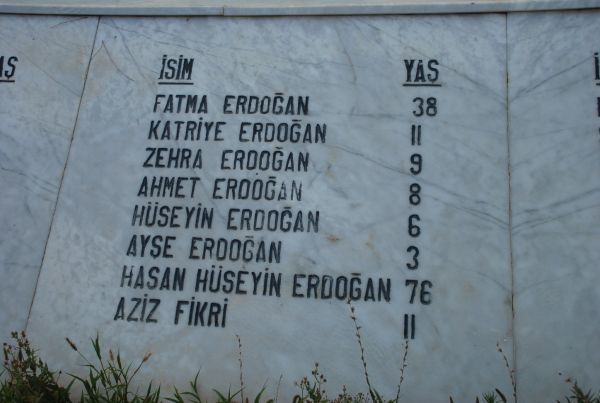 İSİM YAŞ
FATMA ERDOĞAN 38
KATRİYE ERDOĞAN 11
ZEHRA ERDOĞAN 9
AHMET ERDOĞAN 8
HÜSEYİN ERDOĞAN 6
AYSE ERDOĞAN 3
HASAN HÜSEYİN ERDOĞAN 76
AZİZ FİKRİ 11